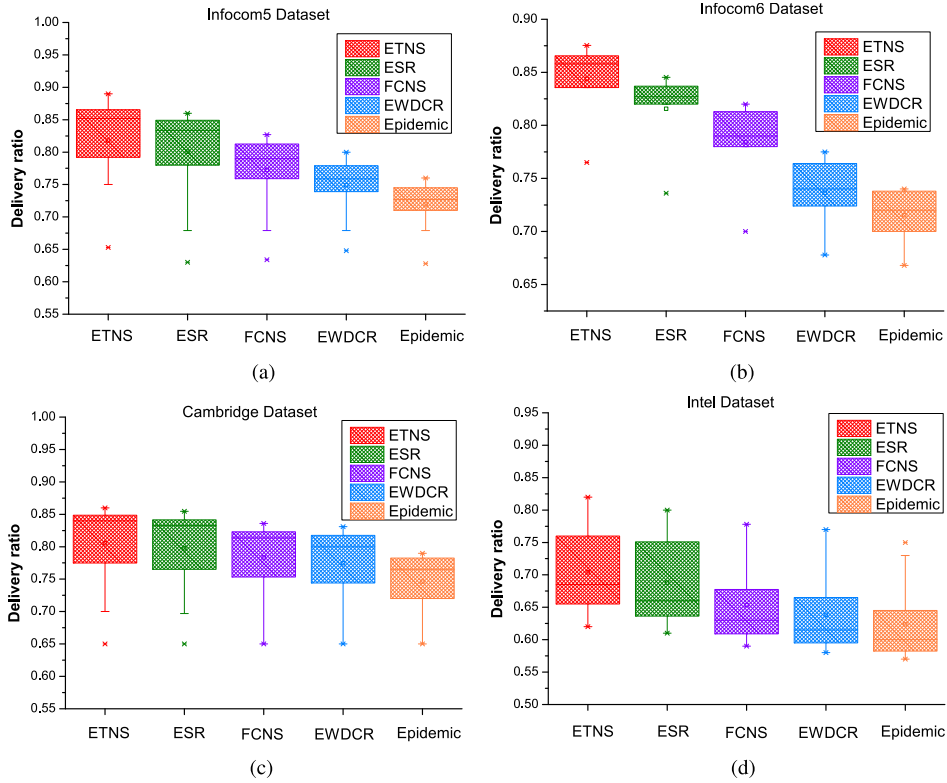 Infocom5 Dataset
Delivery ratio
1.00
0.95
0.90
0.85
0.80
0.75
0.70
0.65
0.60
0.55
ETNS
ESR
FCNS
EWDCR
Epidemic
ETNS
ESR
FCNS
EWDCR
Epidemic
(a)
Infocom6 Dataset
Delivery ratio
0.90
0.85
0.80
0.75
0.70
0.65
ETNS
ESR
FCNS
EWDCR
Epidemic
ETNS
ESR
FCNS
EWDCR
Epidemic
(b)
Cambridge Dataset
Delivery ratio
1.00
0.95
0.90
0.85
0.80
0.75
0.70
0.65
0.60
0.55
ETNS
ESR
FCNS
EWDCR
Epidemic
ETNS
ESR
FCNS
EWDCR
Epidemic
(c)
Intel Dataset
Delivery ratio
0.95
0.90
0.85
0.80
0.75
0.70
0.65
0.60
0.55
0.50
ETNS
ESR
FCNS
EWDCR
Epidemic
ETNS
ESR
FCNS
EWDCR
Epidemic
(d)